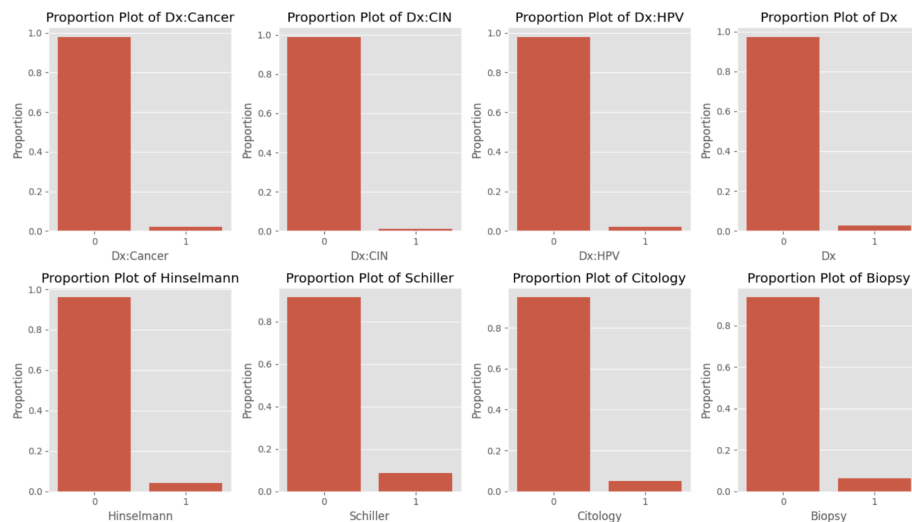 Proportion Plot of Dx:Cancer
1.0
0.8
0.6
0.4
0.2
0.0
Proportion
0 1
Dx:Cancer
Proportion Plot of Dx:CIN
1.0
0.8
0.6
0.4
0.2
0.0
Proportion
0 1
Dx:CIN
Proportion Plot of Dx:HPV
1.0
0.8
0.6
0.4
0.2
0.0
Proportion
0 1
Dx:HPV
Proportion Plot of Dx
1.0
0.8
0.6
0.4
0.2
0.0
Proportion
0 1
Dx
Proportion Plot of Hinselmann
1.0
0.8
0.6
0.4
0.2
0.0
Proportion
0 1
Hinselmann
Proportion Plot of Schiller
0.8
0.6
0.4
0.2
0.0
Proportion
0 1
Schiller
Proportion Plot of Citology
0.8
0.6
0.4
0.2
0.0
Proportion
0 1
Citology
Proportion Plot of Biopsy
0.8
0.6
0.4
0.2
0.0
Proportion
0 1
Biopsy